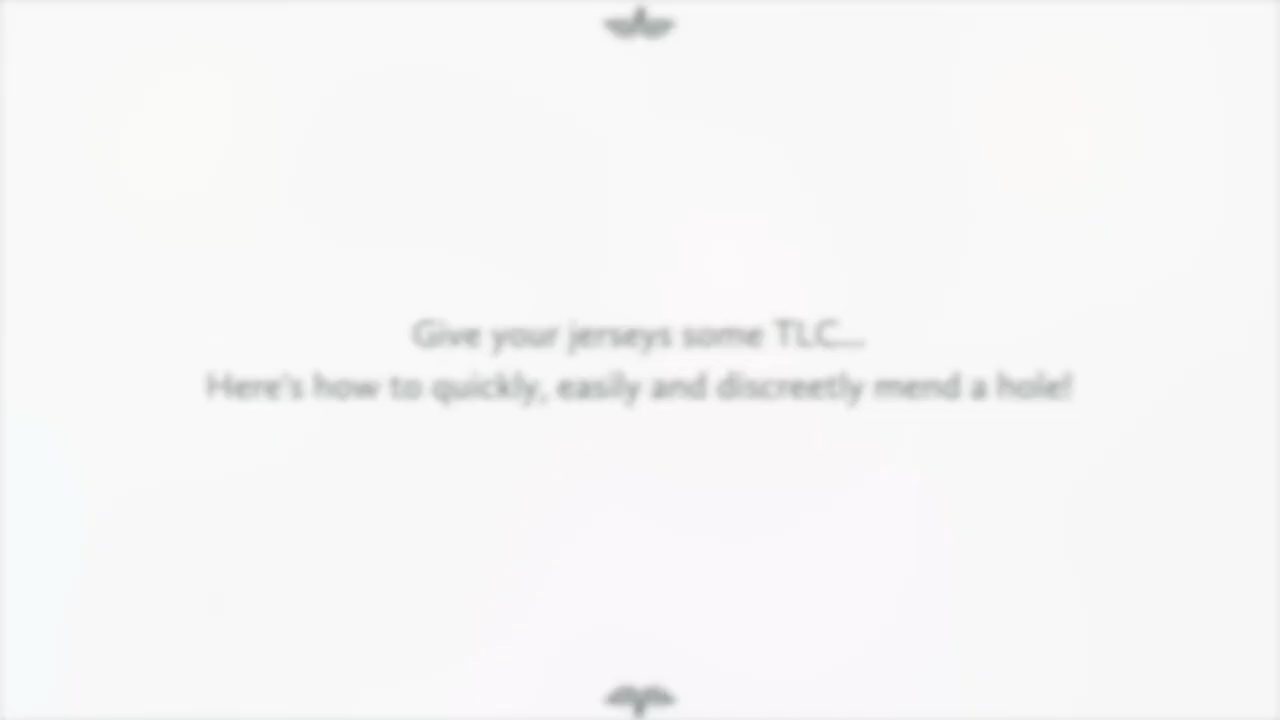 Give your jerseys some TLC...
Here's how to quickly, easily and discreetly mend a hole!